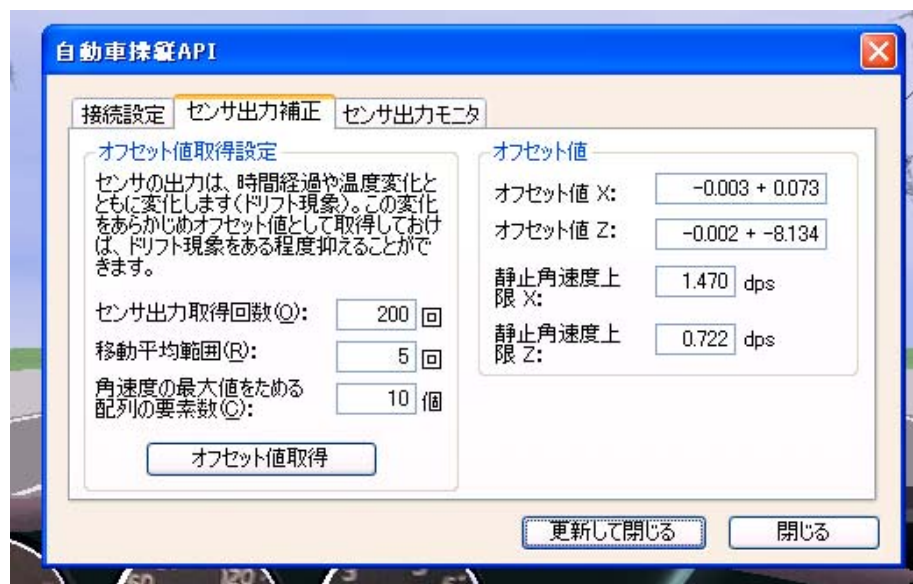 自動車操縦API
接続設定 センサ出力補正 センサ出力モニタ
オフセット値取得設定
センサの出力は、時間経過や温度変化と
ともに変化します(ドリフト現象)。この変化
をあらかじめオフセット値として取得しておけ
ば、ドリフト現象をある程度抑えることがで
きます。
センサ出力取得回数(O): 200 回
移動平均範囲(R): 5 回
角速度の最大値をためる
配列の要素数(C): 10 個
オフセット値取得
オフセット値
オフセット値 X: -0.003 + 0.073
オフセット値 Z: -0.002 + -8.134
静止角速度上
限 X: 1.470 dps
静止角速度上
限 Z: 0.722 dps
更新して閉じる 閉じる
60 120 3